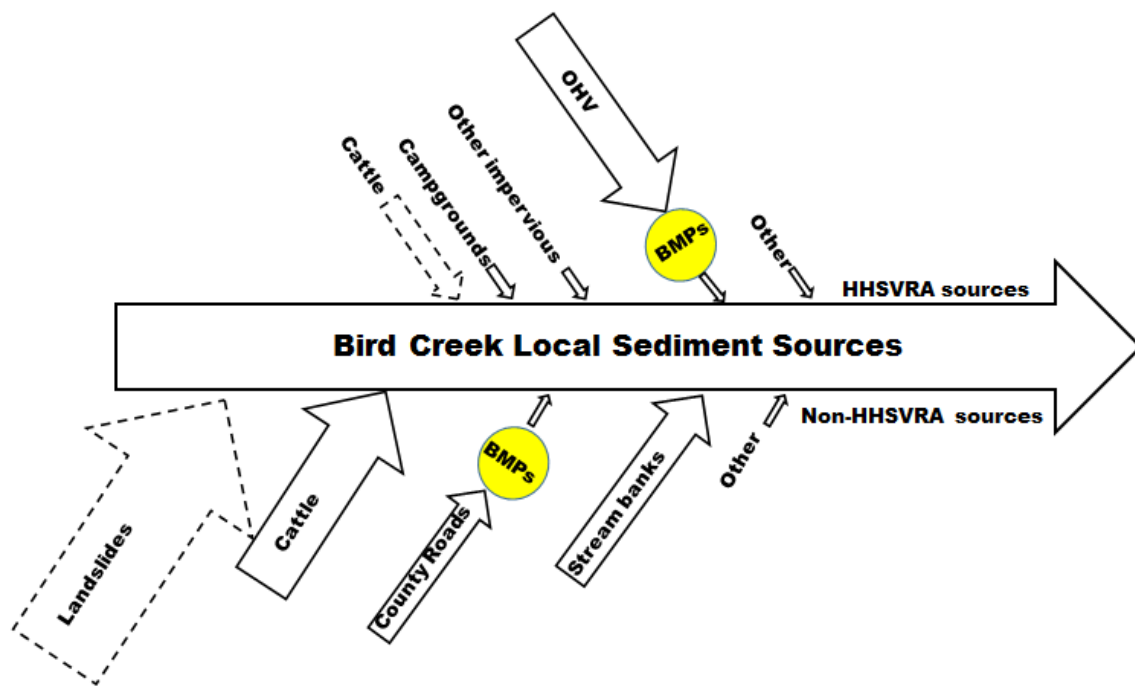 OHV
Cattle
Campgrounds
Other impervious
BMPs
Other
HHSVRA sources
Bird Creek Local Sediment Sources
Non-HHSVRA sources
Landslides
Cattle
County Roads
BMPs
Stream banks
Other